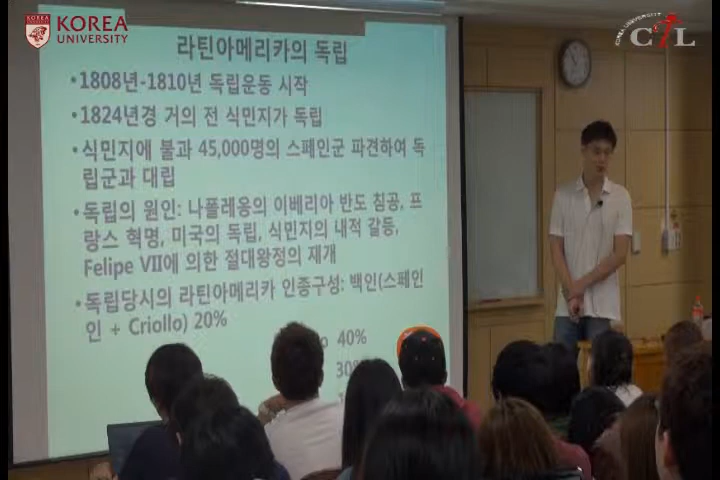 KOREA
UNIVERSITY
KOREA UNIVERSITY
CTL
라틴아메리카의 독립
•1808년-1810년 독립운동 시작
•1824년경 거의 전 식민지가 독립
•식민지에 불과 45,000명의 스페인군 파견하여 독
립군과 대립
•독립의 원인: 나폴레옹의 이베리아 반도 침공, 프
랑스 혁명, 미국의 독립, 식민지의 내적 갈등,
Felipe VII에 의한 절대왕정의 재개
•독립당시의 라틴아메리카 인종구성: 백인(스페인
인 + Criollo) 20%
40%
30%